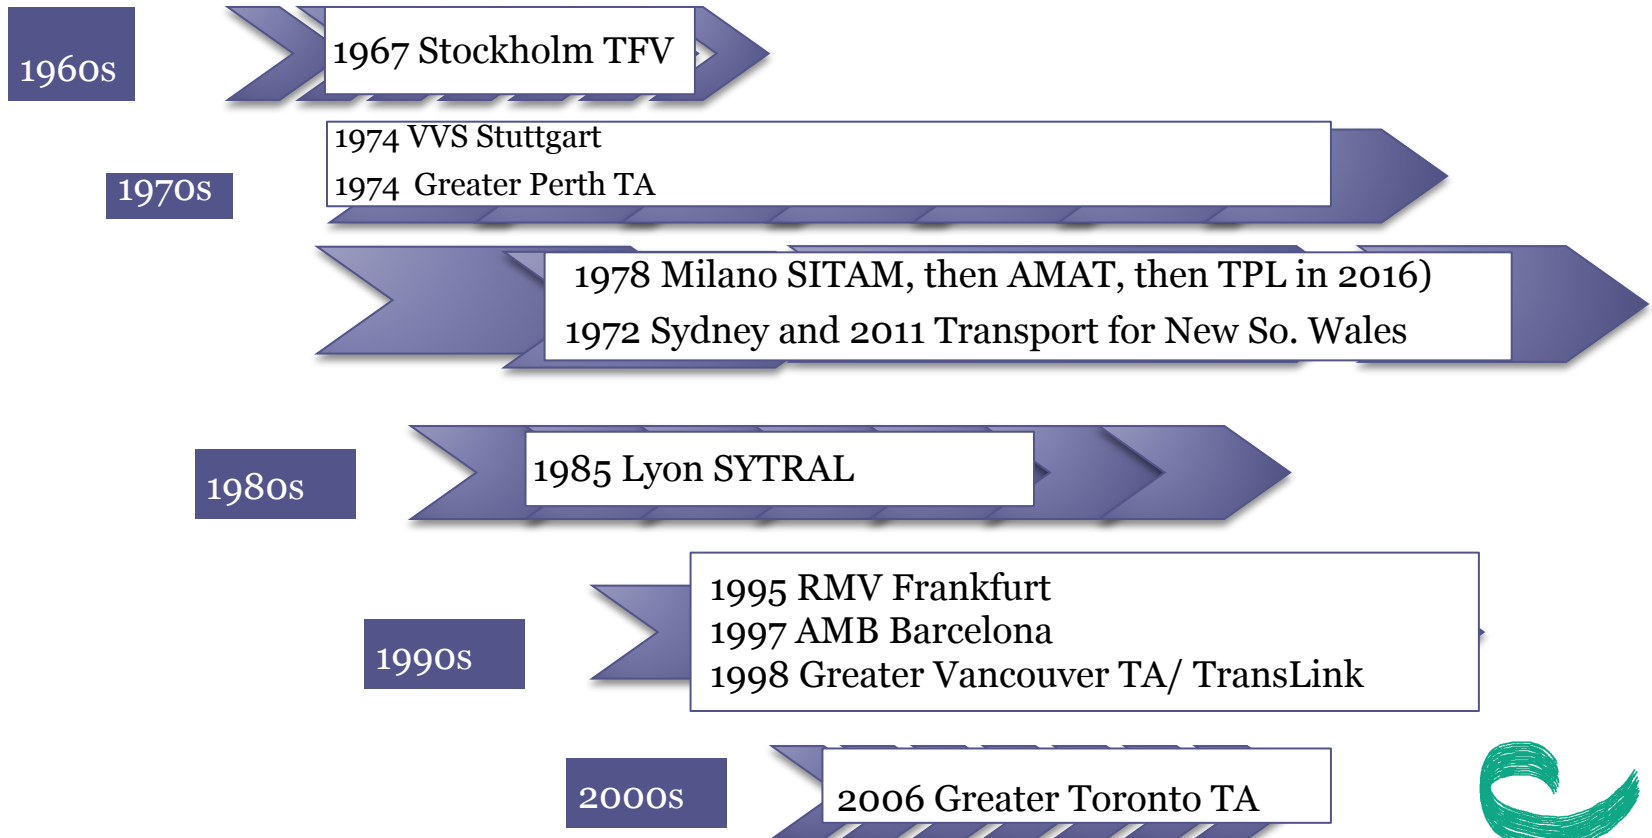 1960s
1967 Stockholm TFV
1970s
1974 VVS Stuttgart
1974 Greater Perth TA
1978 Milano SITAM, then AMAT, then TPL in 2016)
1972 Sydney and 2011 Transport for New So. Wales
1980s
1985 Lyon SYTRAL
1990s
1995 RMV Frankfurt
1997 AMB Barcelona
1998 Greater Vancouver TA/ TransLink
2000s
2006 Greater Toronto TA